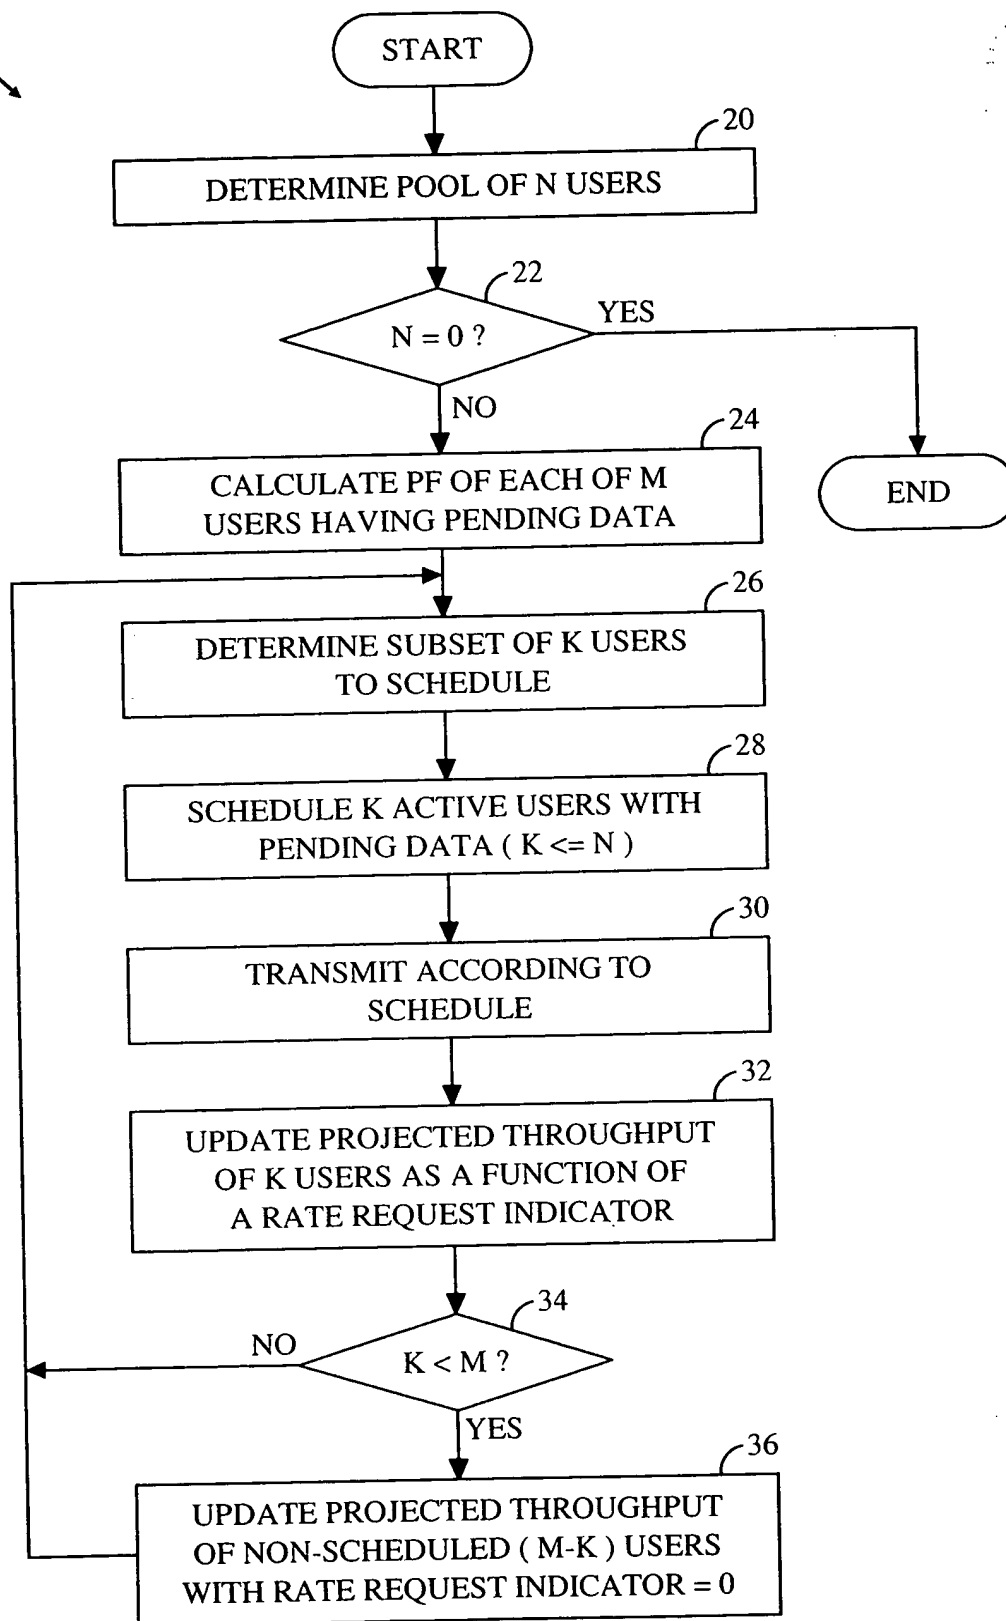 START
20
DETERMINE POOL OF N USERS
22
N = 0 ?
YES
NO
24
CALCULATE PF OF EACH OF M
USERS HAVING PENDING DATA
END
26
DETERMINE SUBSET OF K USERS
TO SCHEDULE
28
SCHEDULE K ACTIVE USERS WITH
PENDING DATA ( K <= N )
30
TRANSMIT ACCORDING TO
SCHEDULE
32
UPDATE PROJECTED THROUGHPUT
OF K USERS AS A FUNCTION OF
A RATE REQUEST INDICATOR
34
NO
K < M ?
YES
36
UPDATE PROJECTED THROUGHPUT
OF NON-SCHEDULED ( M-K ) USERS
WITH RATE REQUEST INDICATOR = 0